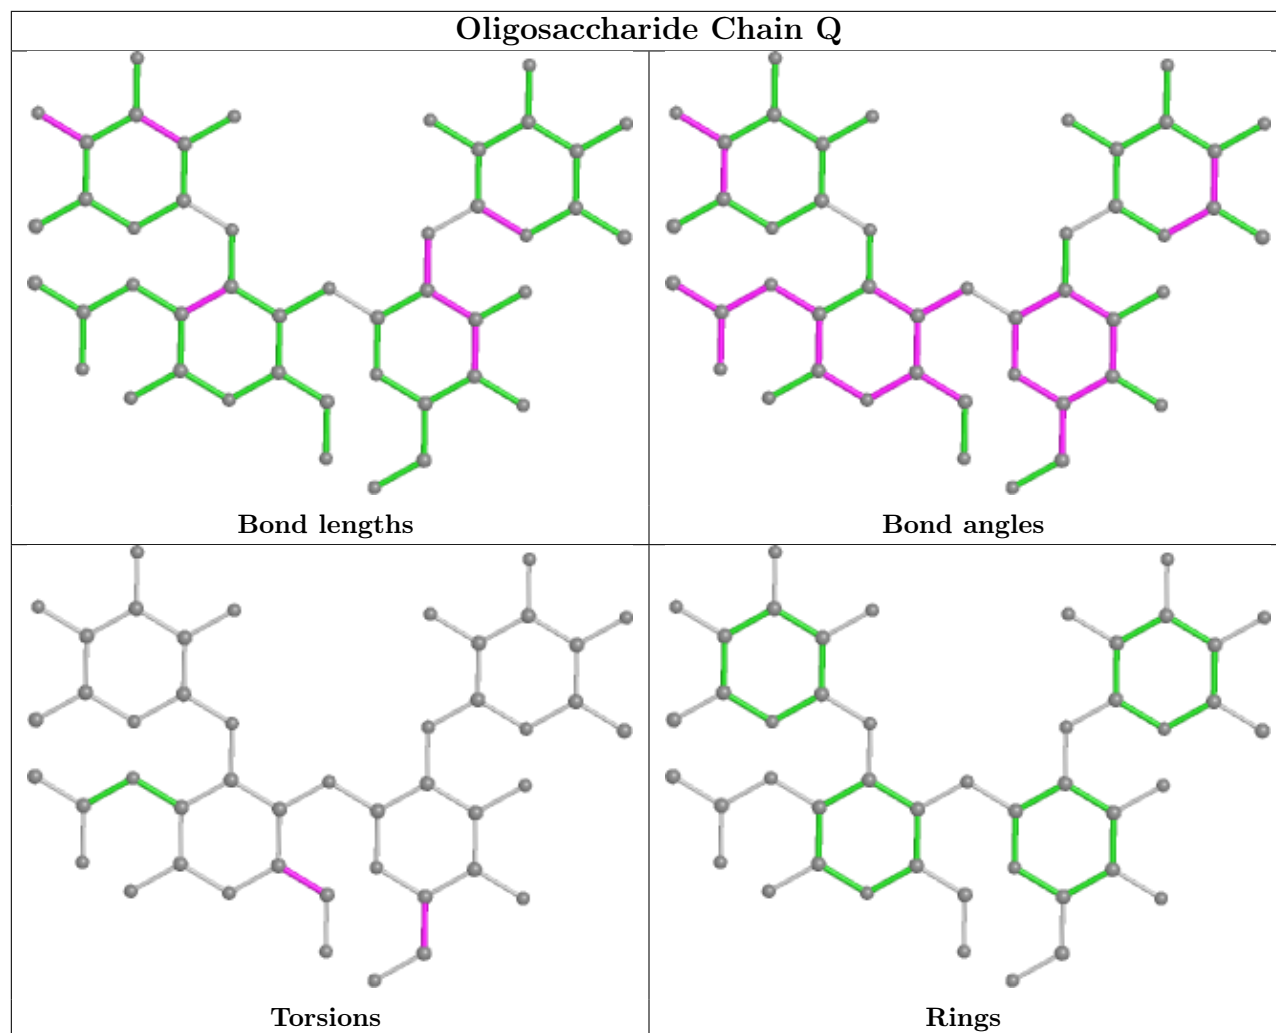 Oligosaccharide Chain Q
Bond lengths
Bond angles
Torsions
Rings